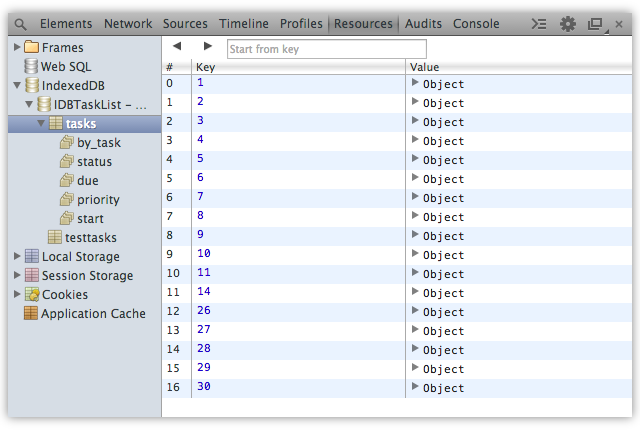 Elements Network Sources Timeline Profiles Resources Audits Console
Frames
Web SQL
IndexedDB
IDBTaskList – ...
tasks
by_task
status
due
priority
start
testtasks
Local Storage
Session Storage
Cookies
Application Cache
Start from key
# Key Value
0 1 Object
1 2 Object
2 3 Object
3 4 Object
4 5 Object
5 6 Object
6 7 Object
7 8 Object
8 9 Object
9 10 Object
10 11 Object
11 14 Object
12 26 Object
13 27 Object
14 28 Object
15 29 Object
16 30 Object